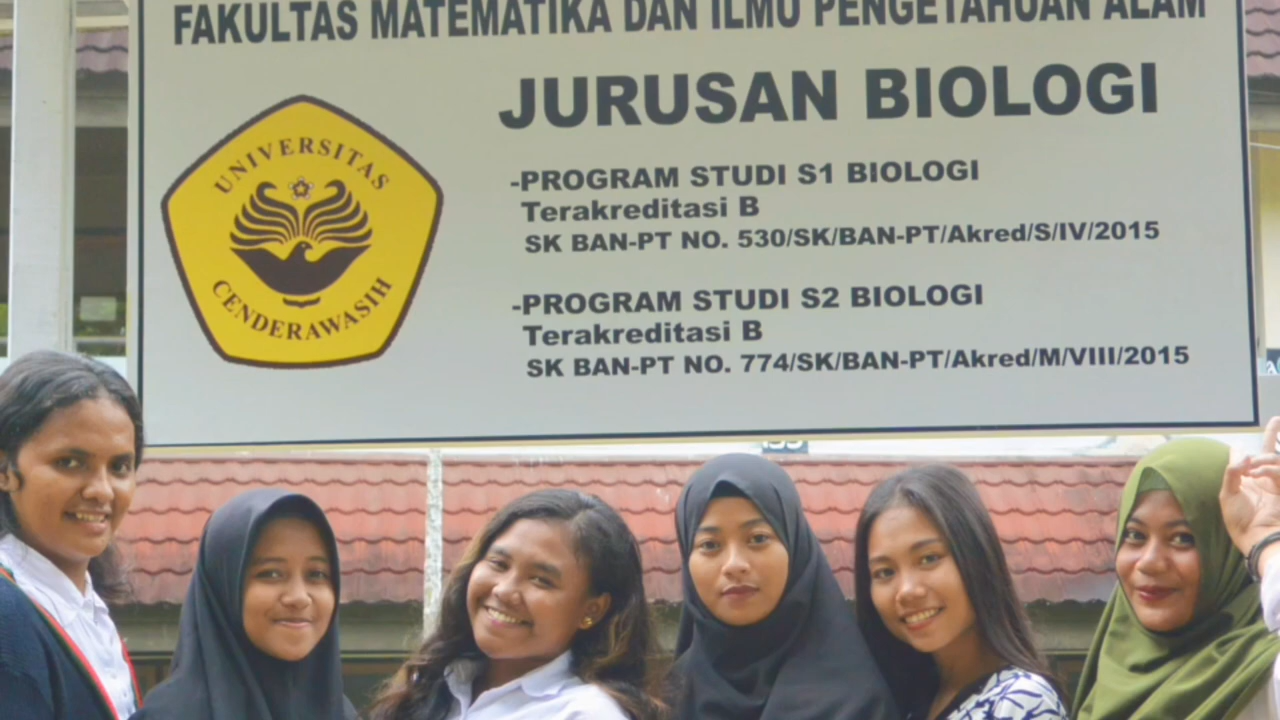 FAKULTAS MATEMATIKA DAN ILMU PENGETAHUAN ALAM
JURUSAN BIOLOGI
UNIVERSITAS
CENDERAWASIH
-PROGRAM STUDI S1 BIOLOGI
Terakreditasi B
SK BAN-PT NO. 530/SK/BAN-PT/Akred/S/IV/2015
-PROGRAM STUDI S2 BIOLOGI
Terakreditasi B
SK BAN-PT NO. 774/SK/BAN-PT/Akred/M/VIII/2015